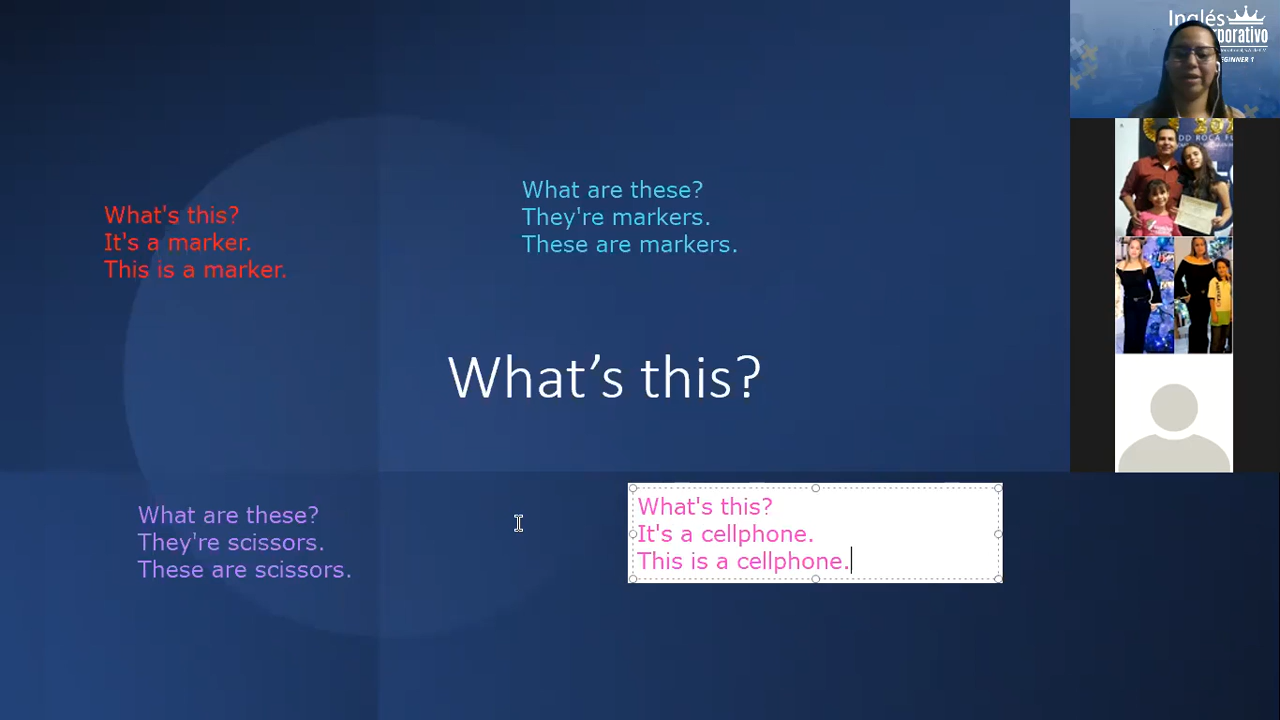 Inglés
What are these?
They're markers.
These are markers.
What's this?
It's a marker.
This is a marker.
What’s this?
What are these?
They're scissors.
These are scissors.
What's this?
It's a cellphone.
This is a cellphone.